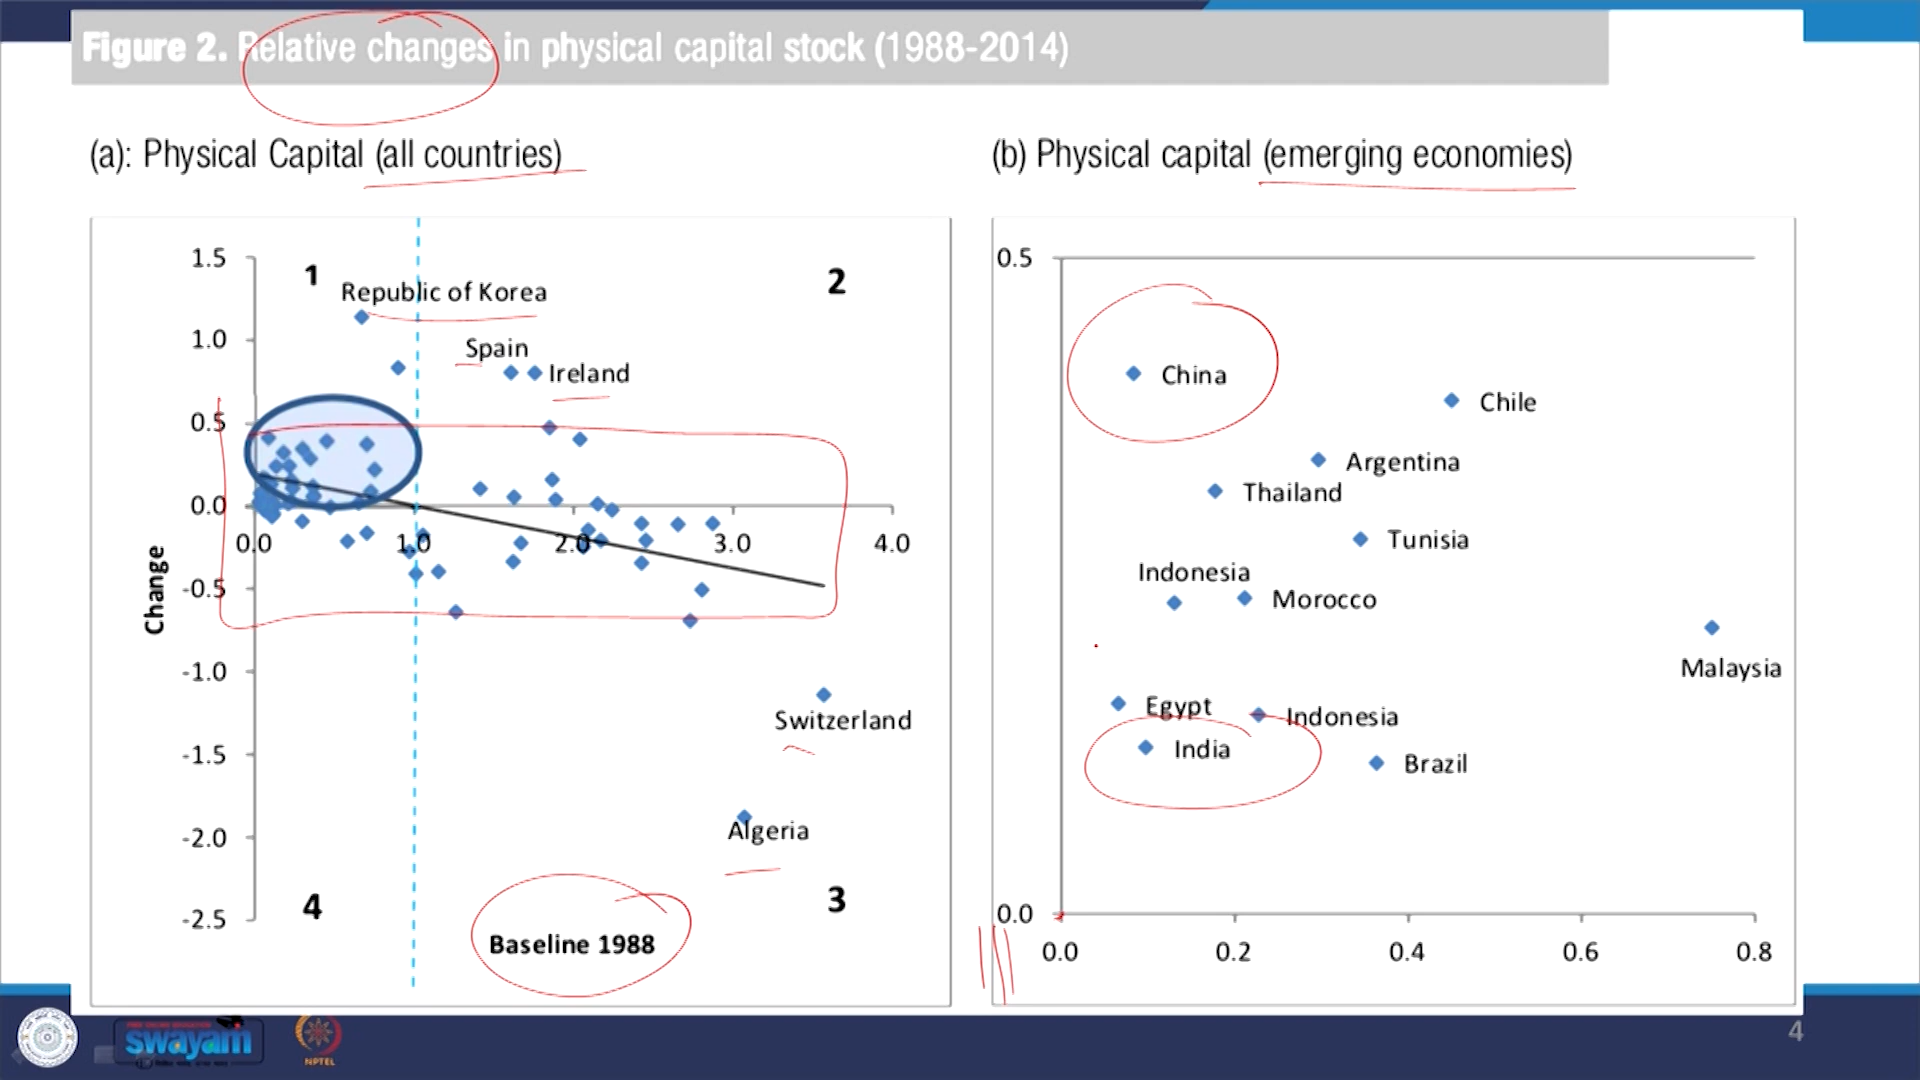 Figure 2. Relative changes in physical capital stock (1988-2014)
(a): Physical Capital (all countries)
1.5
1.0
0.5
0.0
-0.5
-1.0
-1.5
-2.0
-2.5
Change
1
2
Republic of Korea
Spain
Ireland
0.0
1.0
2.0
3.0
4.0
Switzerland
Algeria
4
3
Baseline 1988
(b) Physical capital (emerging economies)
0.5
China
Chile
Argentina
Thailand
Tunisia
Indonesia
Morocco
Malaysia
Egypt
Indonesia
India
Brazil
0.0
0.0
0.2
0.4
0.6
0.8
swayam
NPTEL
4